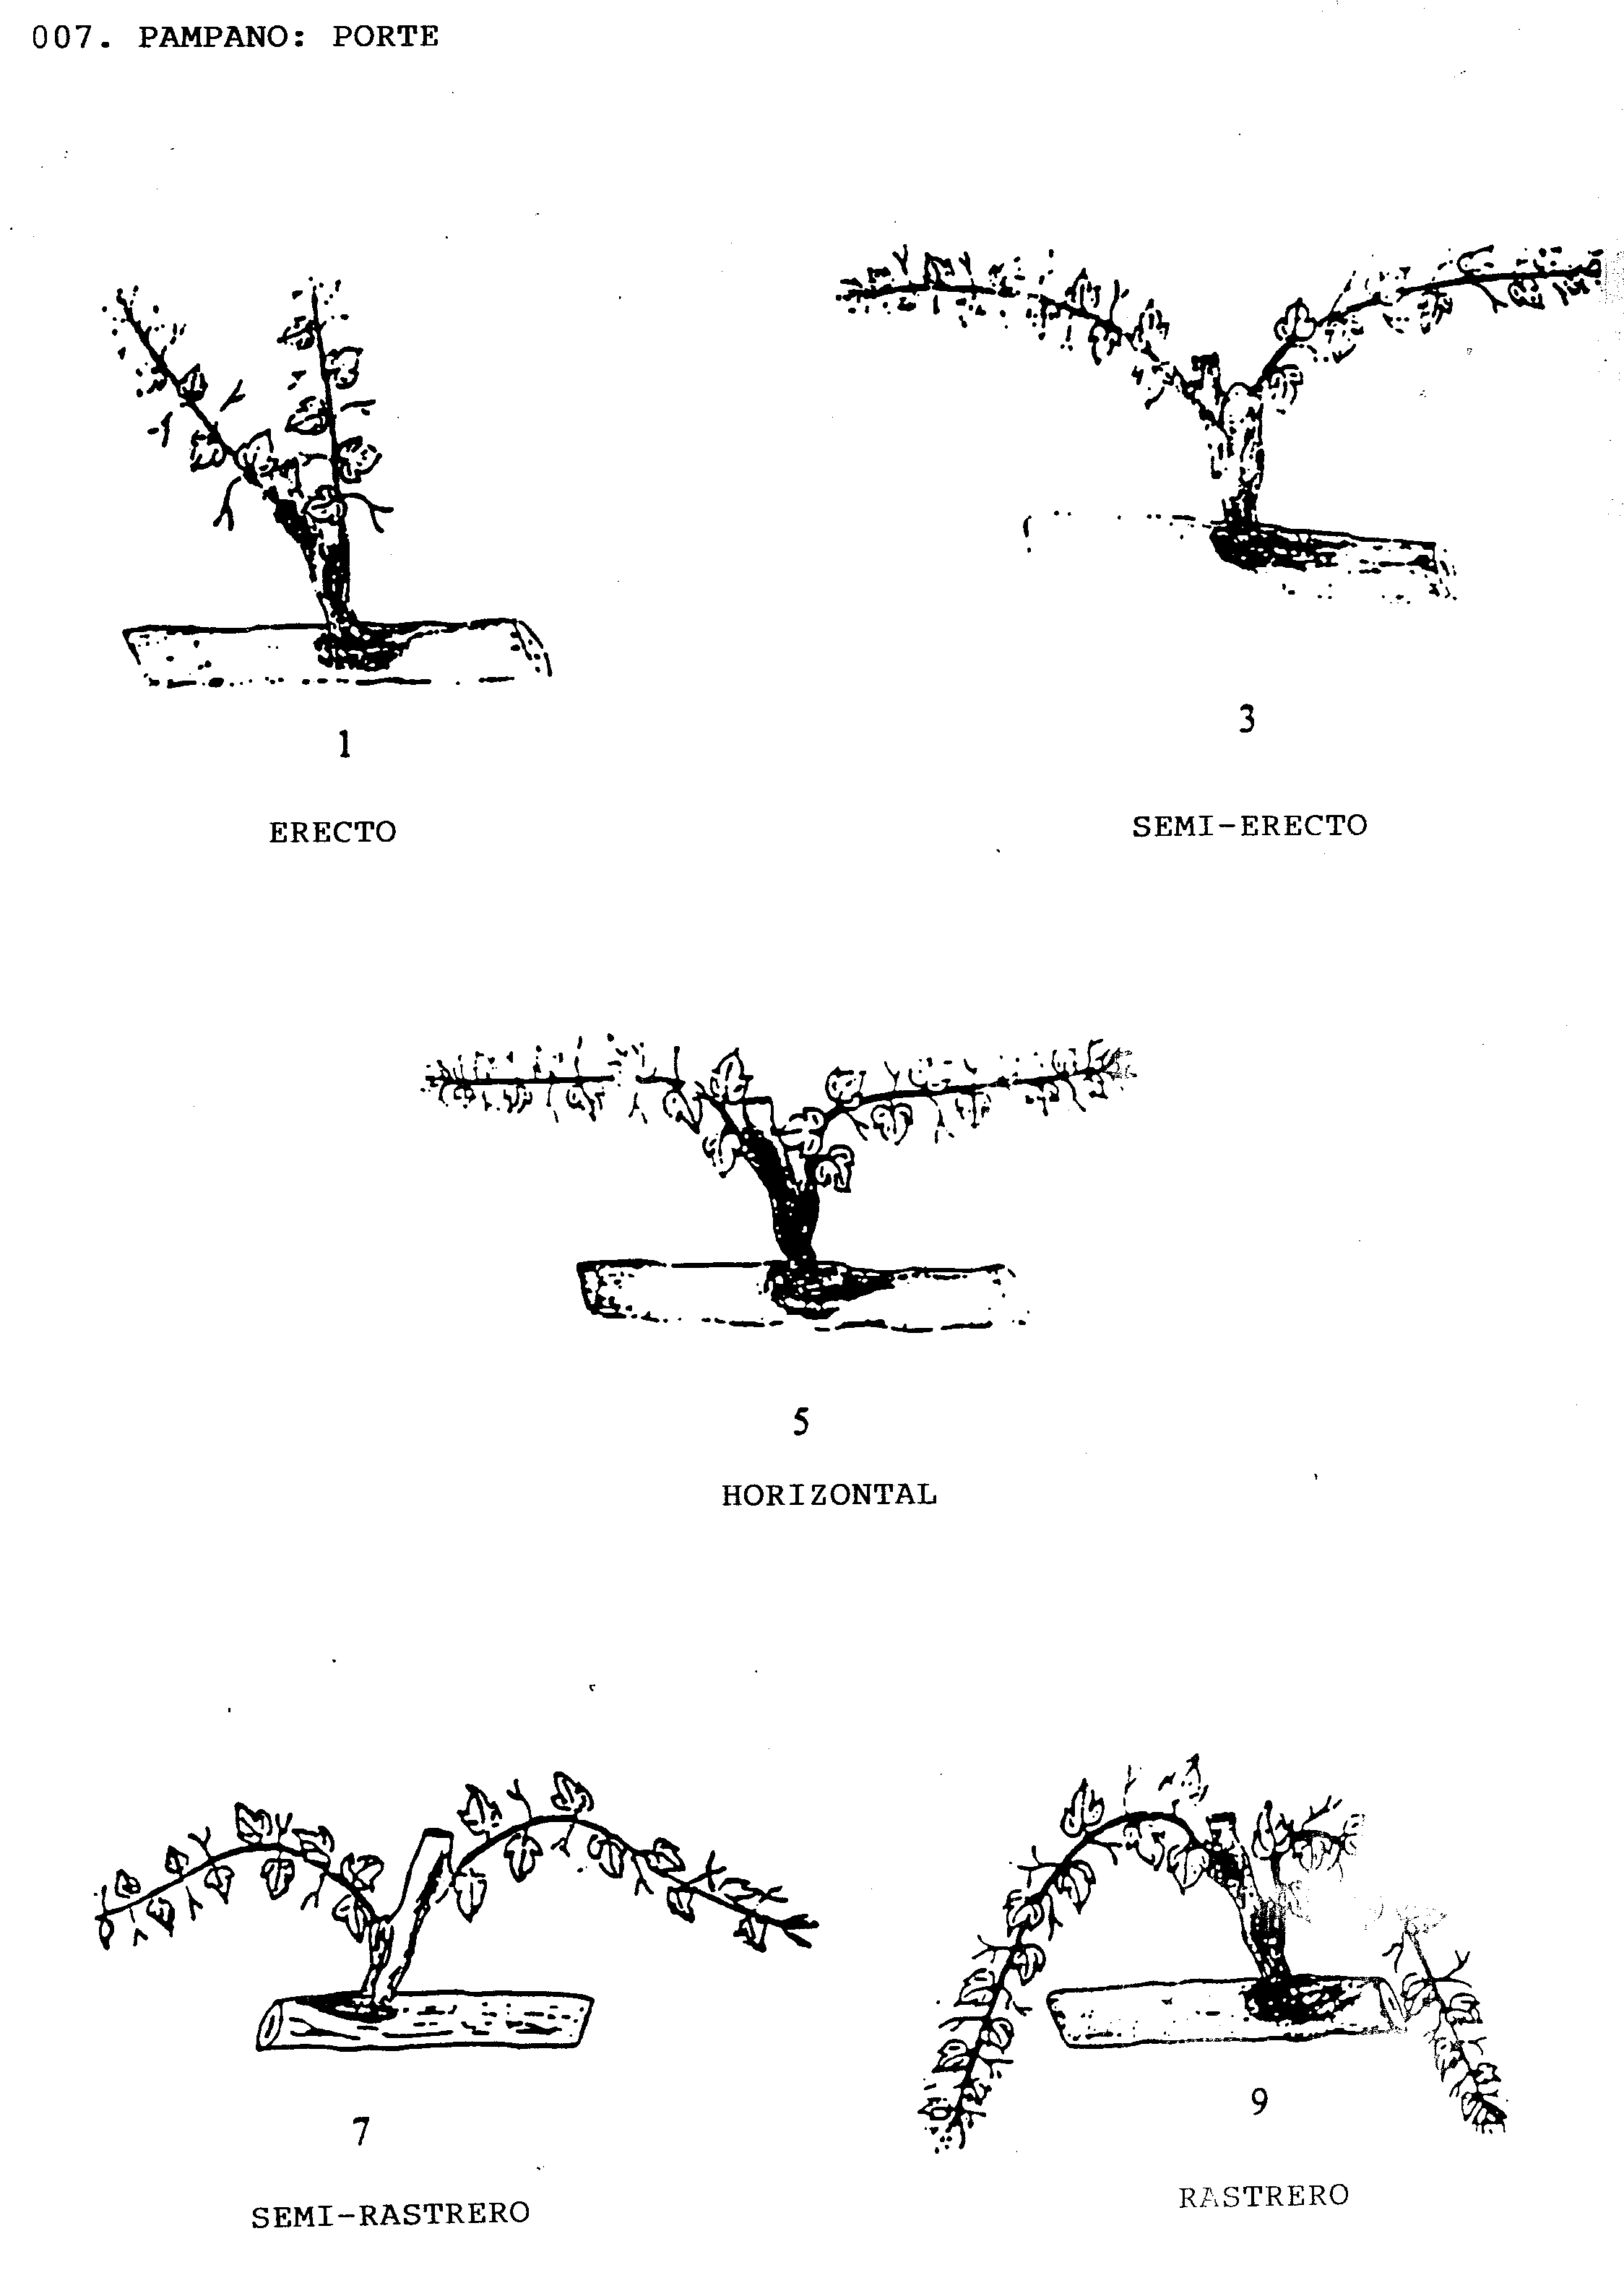 007. PAMPANO: PORTE
1
3
ERECTO
SEMI-ERECTO
5
HORIZONTAL
7
9
SEMI-RASTRERO
RASTRERO